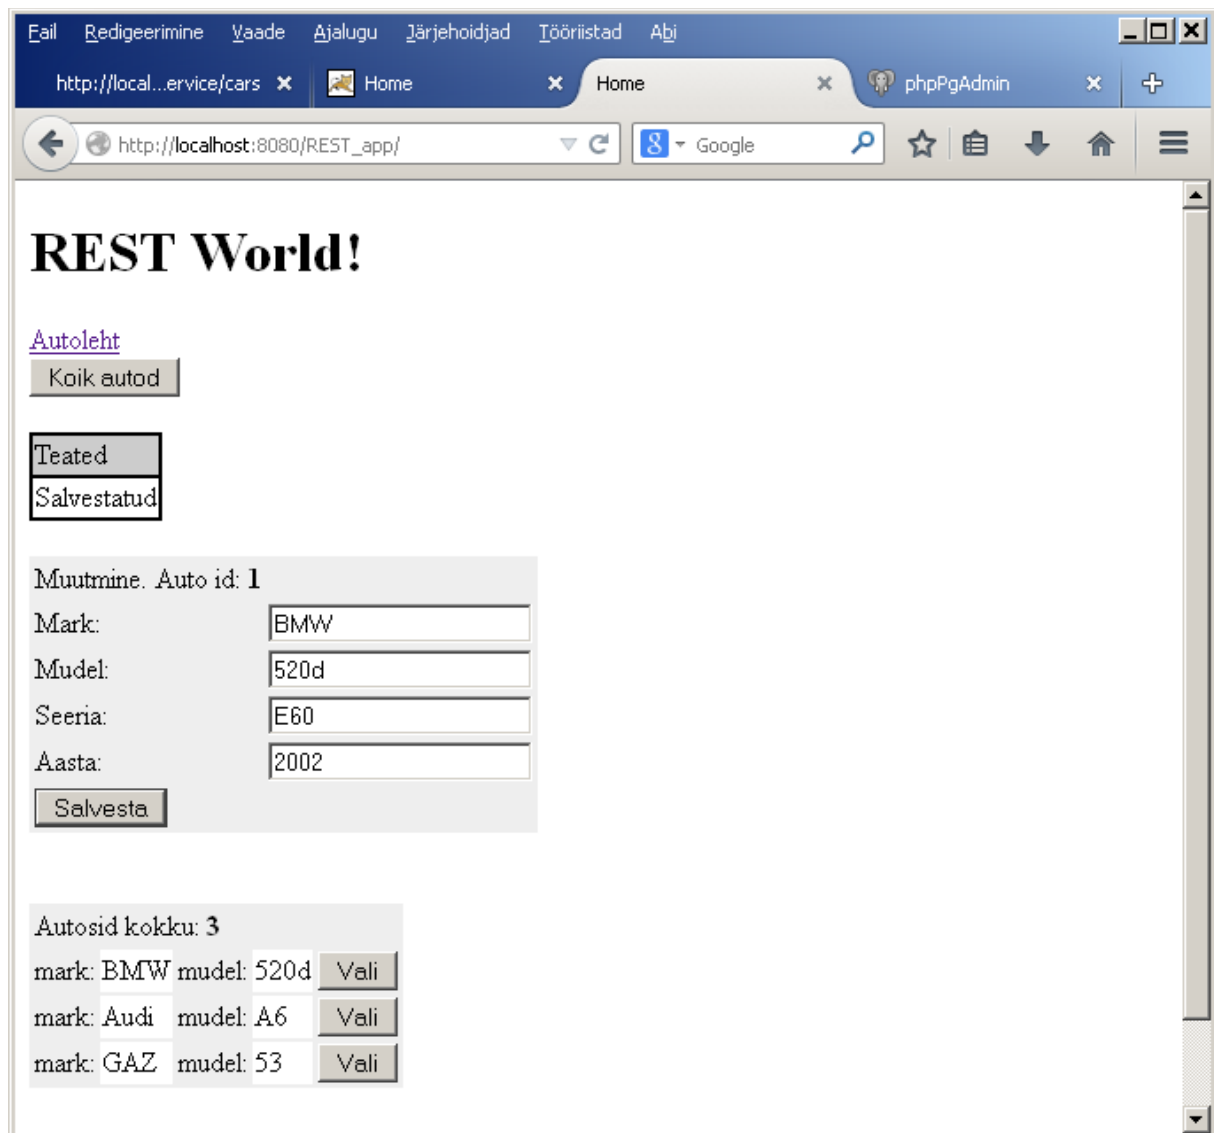 Fail Redigeerimine Vaade Ajalugu Järjehoidjad Tööriistad Abi
http://local...ervice/cars Home Home phpPgAdmin
http://localhost:8080/REST_app/ 8 Google
REST World!
Autoleht
Koik autod
Teated
Salvestatud
Muutmine. Auto id: 1
Mark: BMW
Mudel: 520d
Seeria: E60
Aasta: 2002
Salvesta
Autosid kokku: 3
mark: BMW mudel: 520d Vali
mark: Audi mudel: A6 Vali
mark: GAZ mudel: 53 Vali